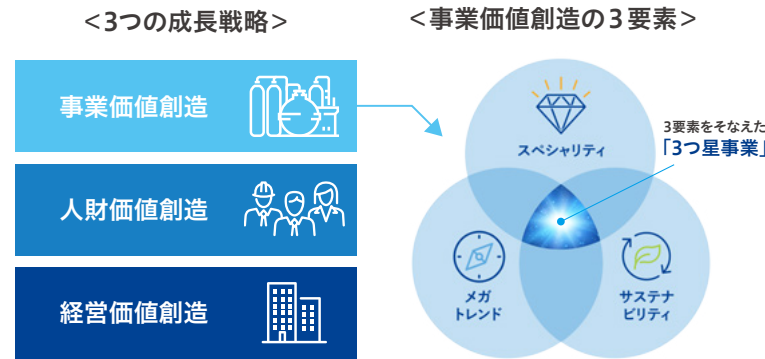 <3つの成長戦略>
事業価値創造
人財価値創造
経営価値創造
<事業価値創造の3要素>
スペシャリティ
3要素をそなえた
「3つ星事業」
メガ
トレンド
サステナ
ビリティ